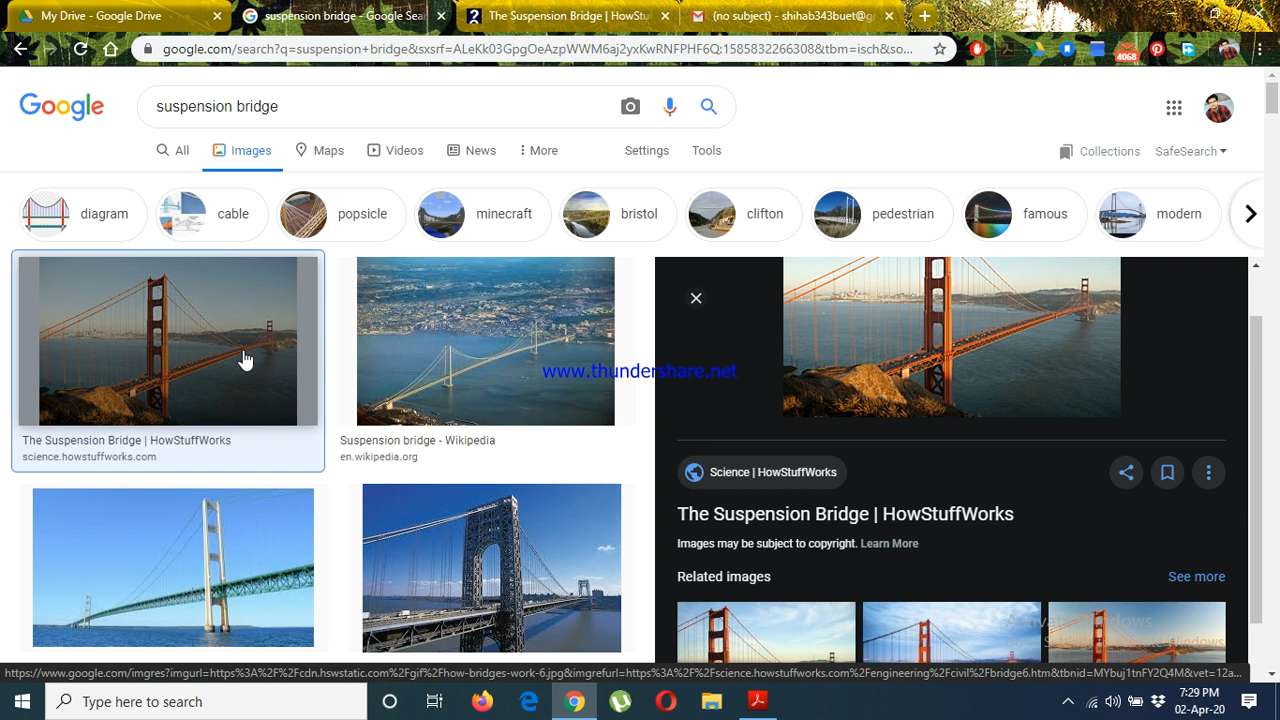 My Drive - Google Drive
suspension bridge - Google Sea
The Suspension Bridge | HowStuf
(no subject) - shihab343buet@g
google.com/search?q=suspension+bridge&sxsrf=ALeKk03GpgOeAzpWWM6aj2yxKwRNFPHF6Q:1585832266308&tbm=isch&so...
4068
Google
suspension bridge
All
Images
Maps
Videos
News
More
Settings
Tools
Collections
SafeSearch
diagram
cable
popsicle
minecraft
bristol
clifton
pedestrian
famous
modern
The Suspension Bridge | HowStuffWorks
science.howstuffworks.com
Suspension bridge - Wikipedia
en.wikipedia.org
www.thundershare.net
Science | HowStuffWorks
The Suspension Bridge | HowStuffWorks
Images may be subject to copyright. Learn More
Related images
See more
Activate Windows
https://www.google.com/imgres?imgurl=https%3A%2F%2Fcdn.hswstatic.com%2Fgif%2Fhow-bridges-work-6.jpg&imgrefurl=https%3A%2F%2Fscience.howstuffworks.com%2Fengineering%2Fcivil%2Fbridge6.htm&tbnid=MYbuj1tnFY2Q4M&vet=12a...
Type here to search
7:29 PM
02-Apr-20